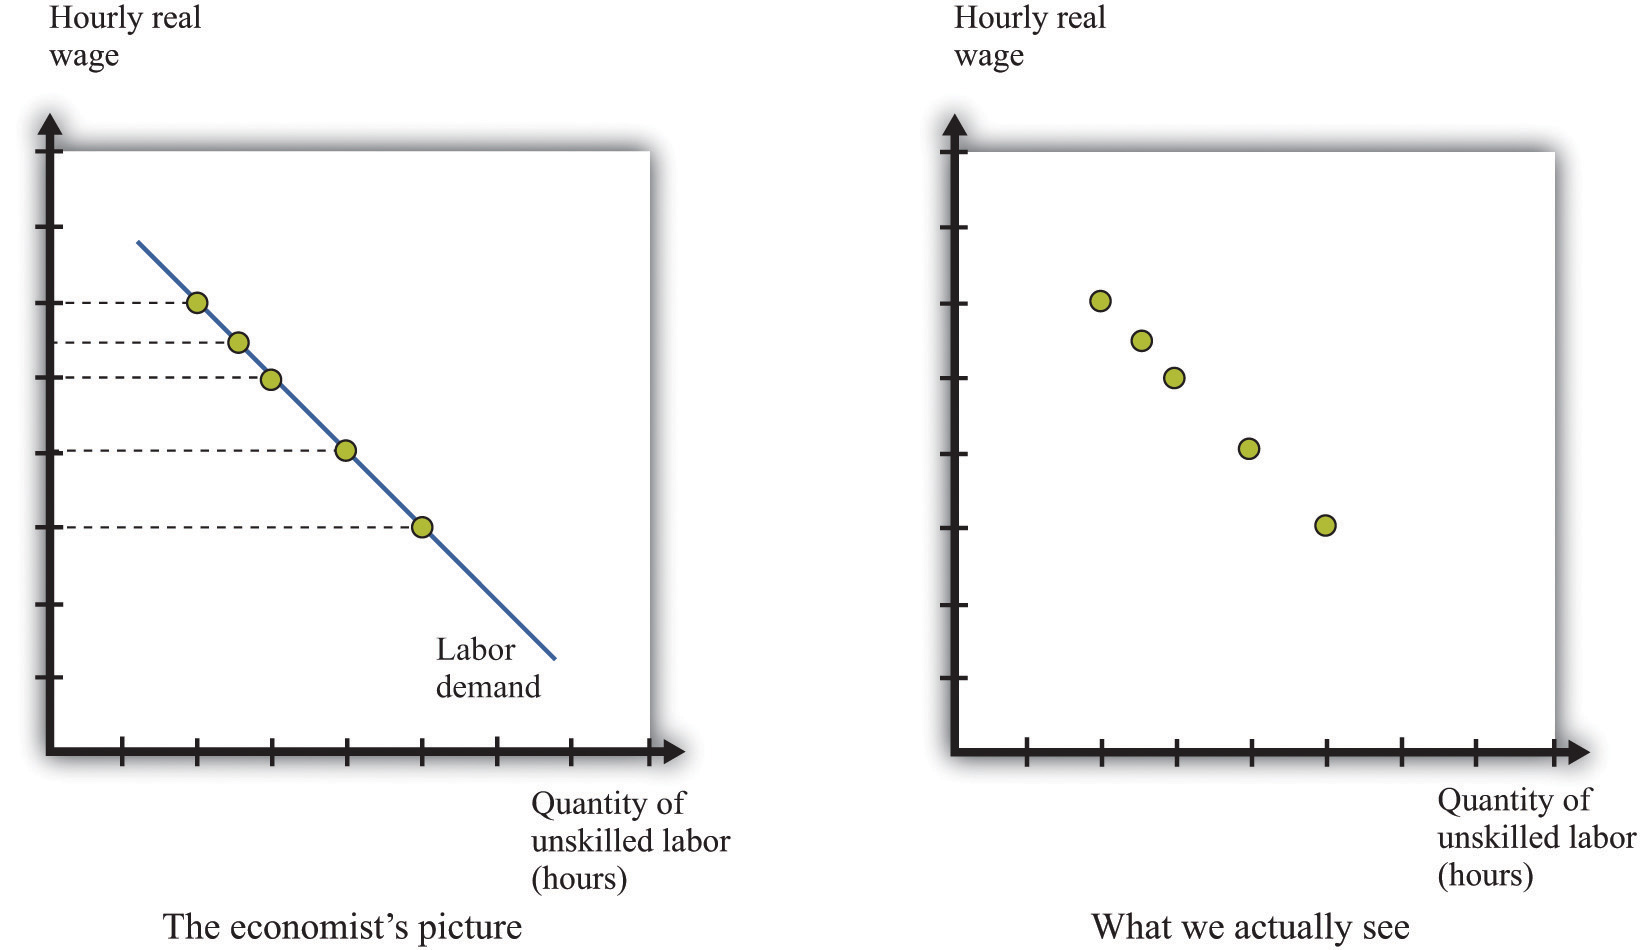 Hourly real
wage
Labor
demand
Quantity of
unskilled labor
(hours)
The economist's picture
Hourly real
wage
Quantity of
unskilled labor
(hours)
What we actually see